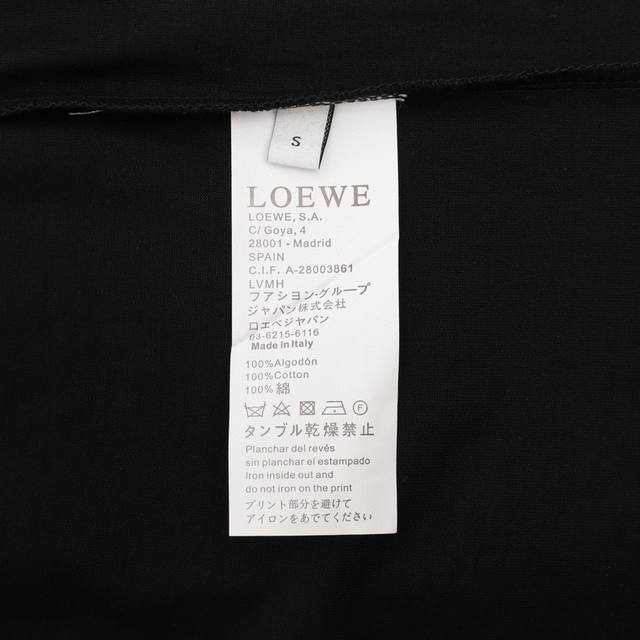 S
LOEWE
LOEWE, S.A.
C/ Goya, 4
28001 - Madrid
SPAIN
C.I.F. A-28003861
LVMH
フアシヨン・グループ
ジャパン株式会社
ロエベジャパン
03-6215-6116
Made in Italy
100%Algodón
100%Cotton
100%綿
F
タンブル乾燥禁止
Planchar del revés
sin planchar el estampado
Iron inside out and
do not iron on the print
プリント部分を避けて
アイロンをあでてください